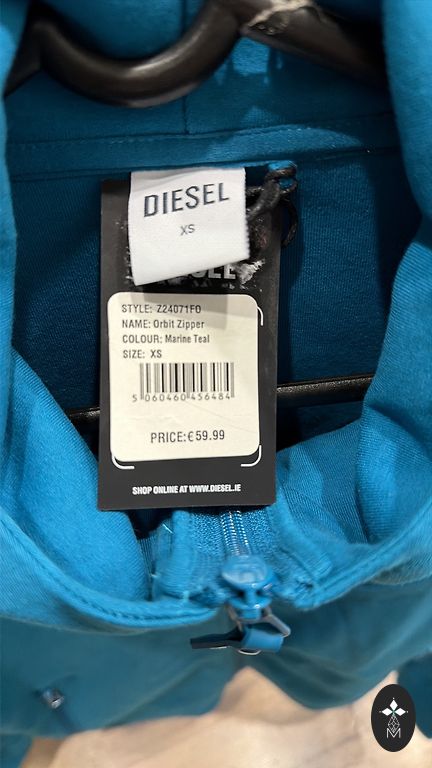 DIESEL
XS
STYLE: Z24071FO
NAME: Orbit Zipper
COLOUR: Marine Teal
SIZE: XS
5 060460 456484
PRICE:€59.99
SHOP ONLINE AT WWW.DIESEL.IE
M